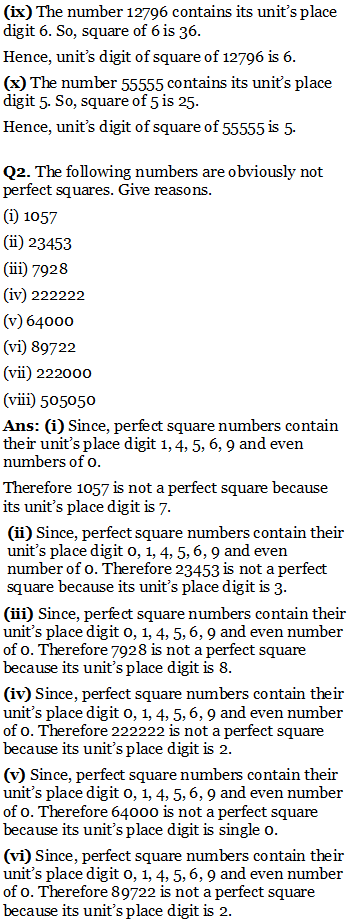 (ix) The number 12796 contains its unit's place
digit 6. So, square of 6 is 36.
Hence, unit's digit of square of 12796 is 6.
(x) The number 55555 contains its unit's place
digit 5. So, square of 5 is 25.
Hence, unit's digit of square of 55555 is 5.
Q2. The following numbers are obviously not
perfect squares. Give reasons.
(i) 1057
(ii) 23453
(iii) 7928
(iv) 222222
(v) 64000
(vi) 89722
(vii) 222000
(viii) 505050
Ans: (i) Since, perfect square numbers contain
their unit's place digit 1, 4, 5, 6, 9 and even
numbers of 0.
Therefore 1057 is not a perfect square because
its unit's place digit is 7.
(ii) Since, perfect square numbers contain their
unit's place digit 0, 1, 4, 5, 6, 9 and even
number of 0. Therefore 23453 is not a perfect
square because its unit's place digit is 3.
(iii) Since, perfect square numbers contain their
unit's place digit 0, 1, 4, 5, 6, 9 and even number
of 0. Therefore 7928 is not a perfect square
because its unit's place digit is 8.
(iv) Since, perfect square numbers contain their
unit's place digit 0, 1, 4, 5, 6, 9 and even number
of 0. Therefore 222222 is not a perfect square
because its unit's place digit is 2.
(v) Since, perfect square numbers contain their
unit's place digit 0, 1, 4, 5, 6, 9 and even number
of 0. Therefore 64000 is not a perfect square
because its unit's place digit is single 0.
(vi) Since, perfect square numbers contain their
unit's place digit 0, 1, 4, 5, 6, 9 and even number
of 0. Therefore 89722 is not a perfect square
because its unit's place digit is 2.